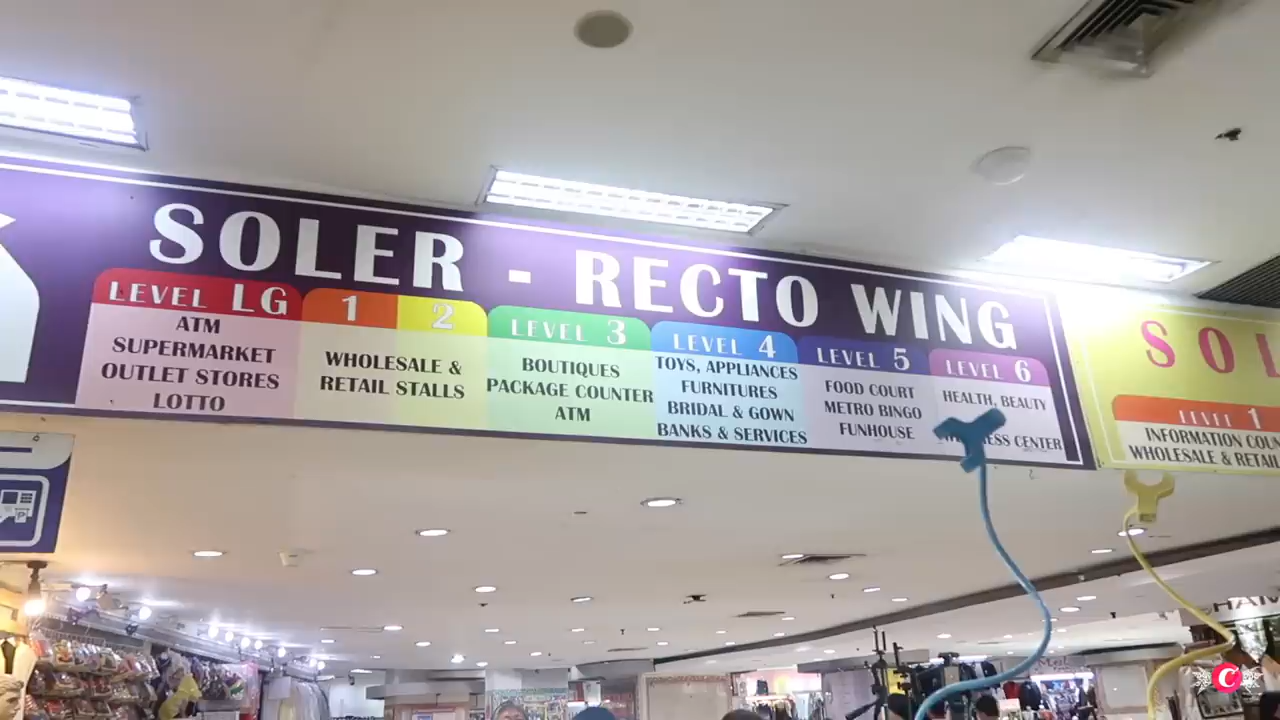 SOLER - RECTO WING
LEVEL LG
ATM
SUPERMARKET
OUTLET STORES
LOTTO
1 2
WHOLESALE &
RETAIL STALLS
LEVEL 3
BOUTIQUES
PACKAGE COUNTER
ATM
LEVEL 4
TOYS, APPLIANCES
FURNITURES
BRIDAL & GOWN
BANKS & SERVICES
LEVEL 5
FOOD COURT
METRO BINGO
FUNHOUSE
LEVEL 6
HEALTH, BEAUTY
CENTER
LEVEL 1
INFORMATION
WHOLESALE & RETAIL
C